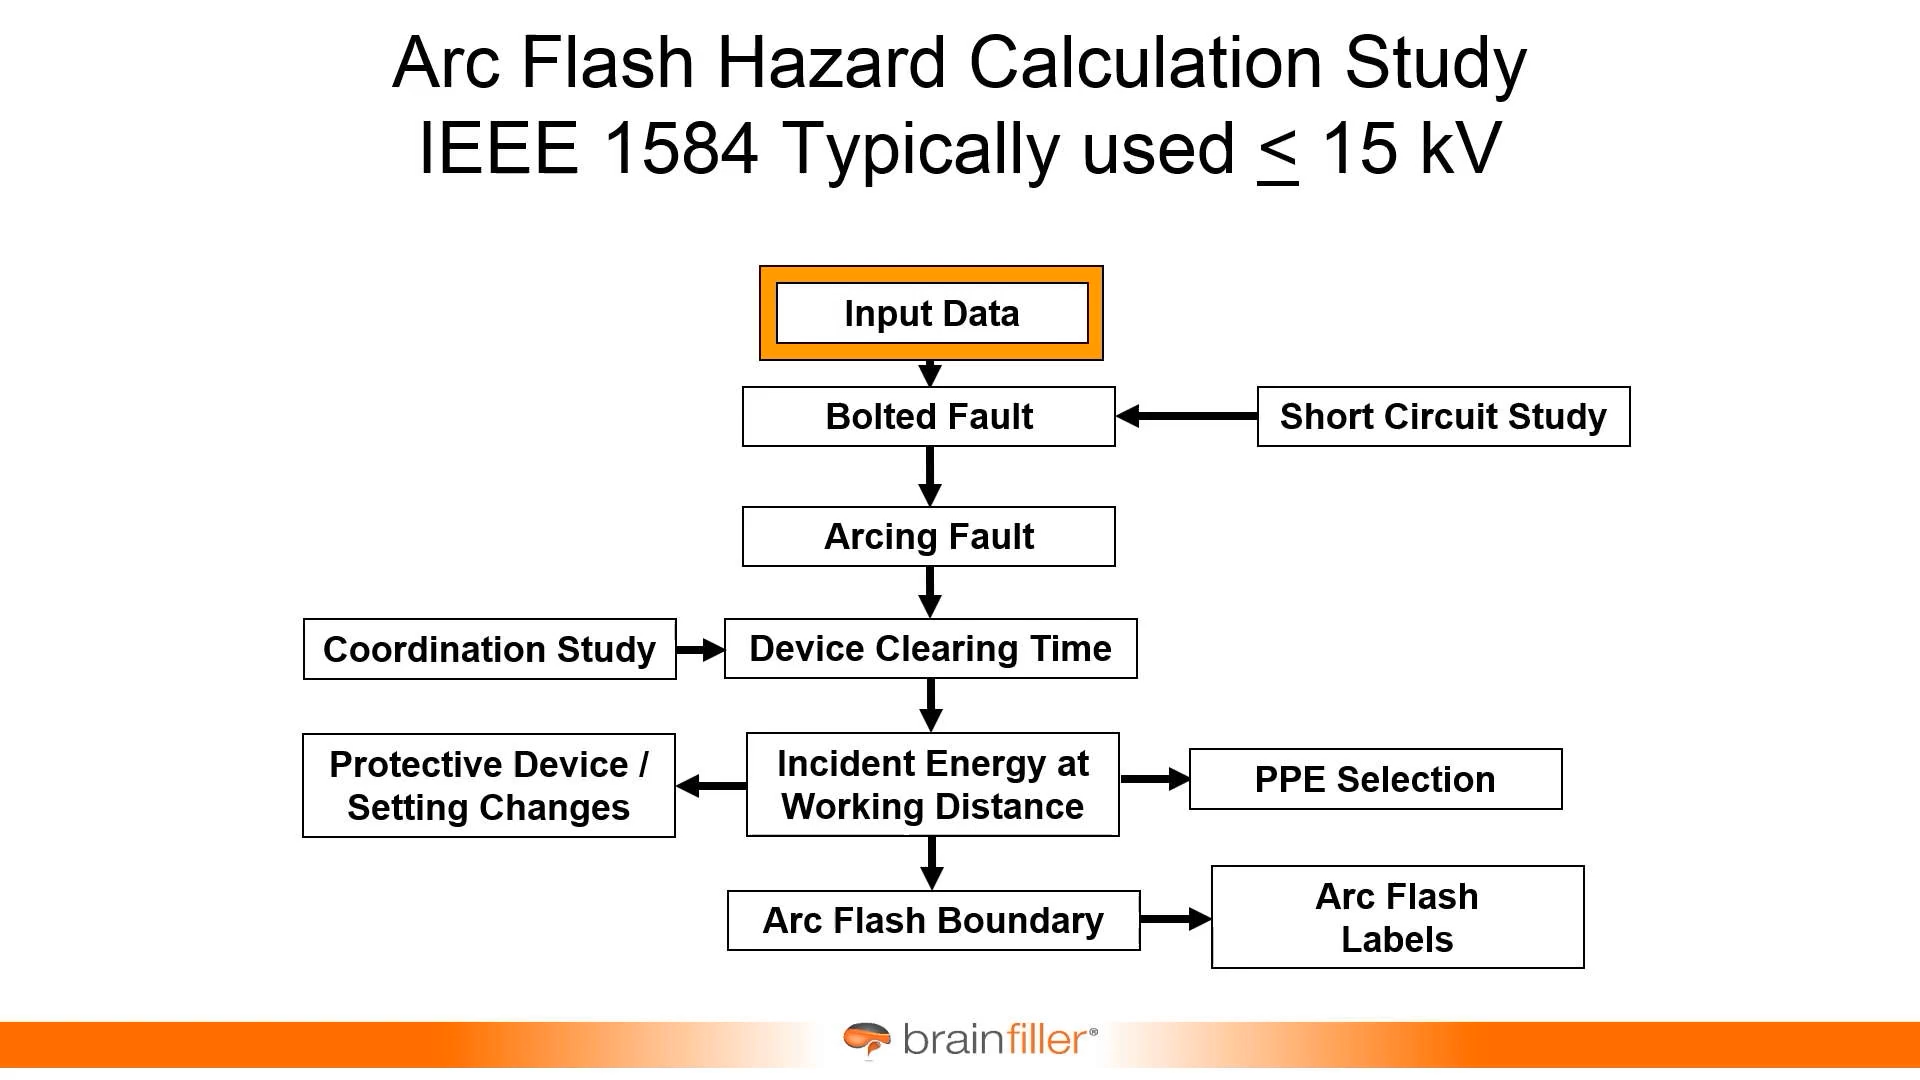 Arc Flash Hazard Calculation Study
IEEE 1584 Typically used < 15 kV
Input Data
Bolted Fault
Short Circuit Study
Arcing Fault
Coordination Study
Device Clearing Time
Protective Device /
Setting Changes
Incident Energy at
Working Distance
PPE Selection
Arc Flash Boundary
Arc Flash
Labels
brainfiller®